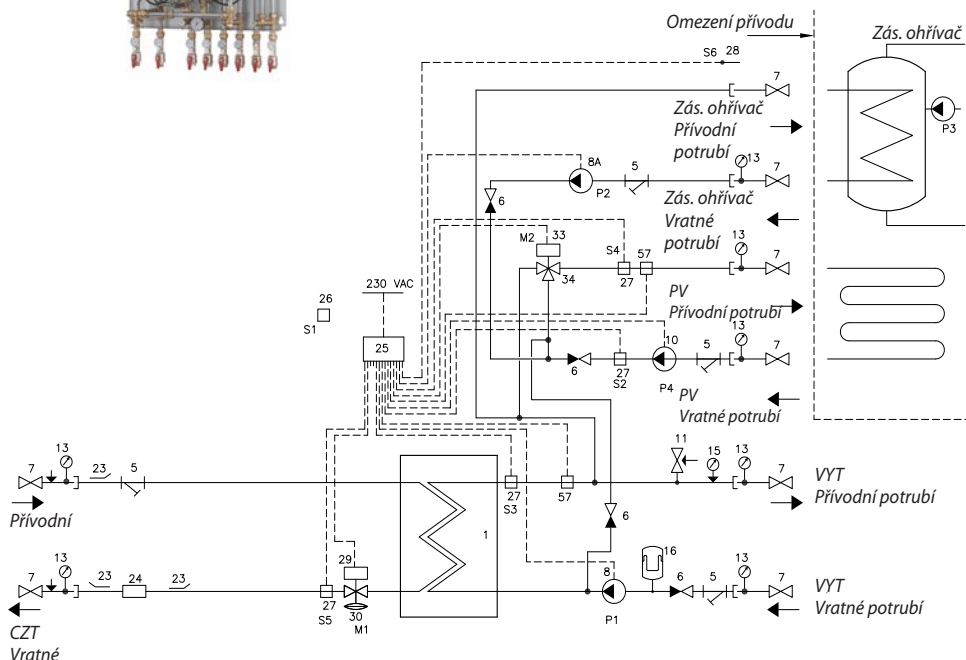 Omezení přívodu
Zás. ohřívač
S6 28
7
Zás. ohřívač
Přívodní
potrubí
P3
8A
5
13
P2
7
6
Zás. ohřívač
Vratné
potrubí
M2 33
S4 57
13
34
27
7
230 VAC
26
S1
25
PV
Přívodní potrubí
10
5
13
6
27
S2
P4
7
PV
Vratné potrubí
11
15
13
7
13
23
5
27
S3
57
7
VYT
Přívodní potrubí
Přívodní
1
6
16
29
8
7
13
23
24
23
27
S5
30
M1
P1
6
5
13
7
VYT
Vratné potrubí
CZT
Vratné